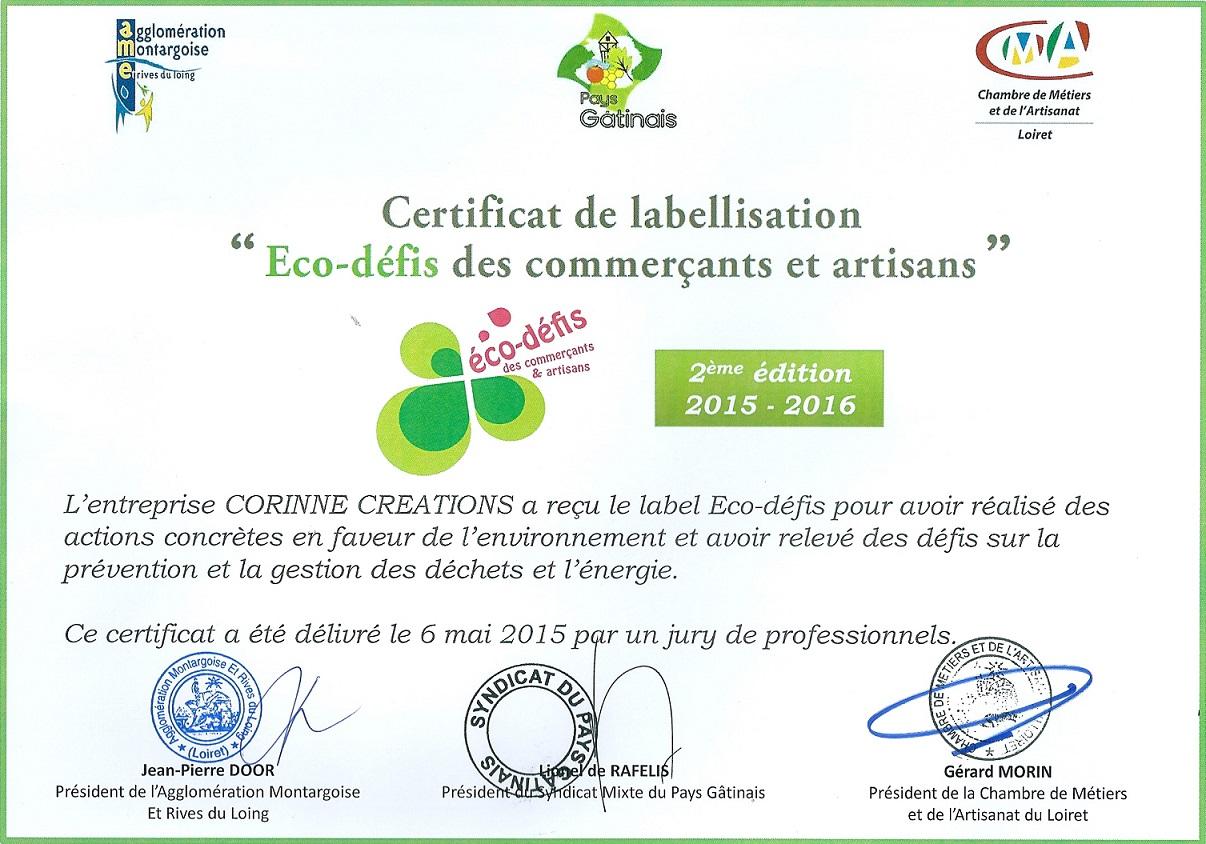 agglomération
montargoise
et rives du loing
Pays
Gâtinais
CMA
Chambre de Métiers
et de l'Artisanat
Loiret
Certificat de labellisation
“ Eco-défis des commerçants et artisans ”
éco-défis
des commerçants
& artisans
2ème édition
2015 - 2016
L'entreprise CORINNE CREATIONS a reçu le label Eco-défis pour avoir réalisé des
actions concrètes en faveur de l'environnement et avoir relevé des défis sur la
prévention et la gestion des déchets et l'énergie.
Ce certificat a été délivré le 6 mai 2015 par un jury de professionnels.
Agglomération Montargoise Et Rives du Loing
(Loiret)
SYNDICAT DU PAYS GÂTINAIS
CHAMBRE DE MÉTIERS ET DE L'ARTISANAT
LOIRET
Jean-Pierre DOOR
Président de l'Agglomération Montargoise
Et Rives du Loing
Lionel de RAFELIS
Président du Syndicat Mixte du Pays Gâtinais
Gérard MORIN
Président de la Chambre de Métiers
et de l'Artisanat du Loiret